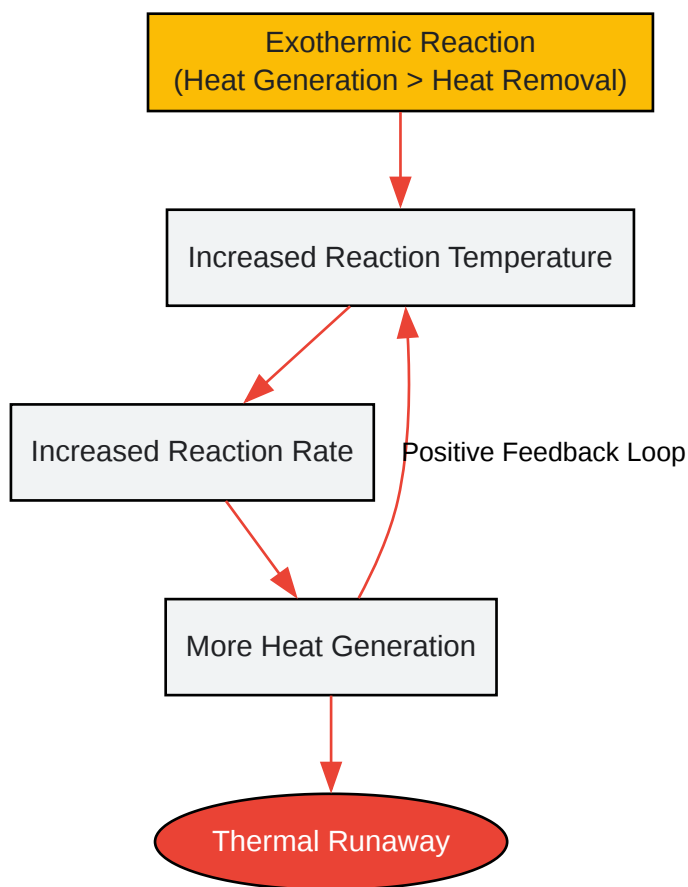 Exothermic Reaction
(Heat Generation > Heat Removal)
Increased Reaction Temperature
Increased Reaction Rate
Positive Feedback Loop
More Heat Generation
Thermal Runaway